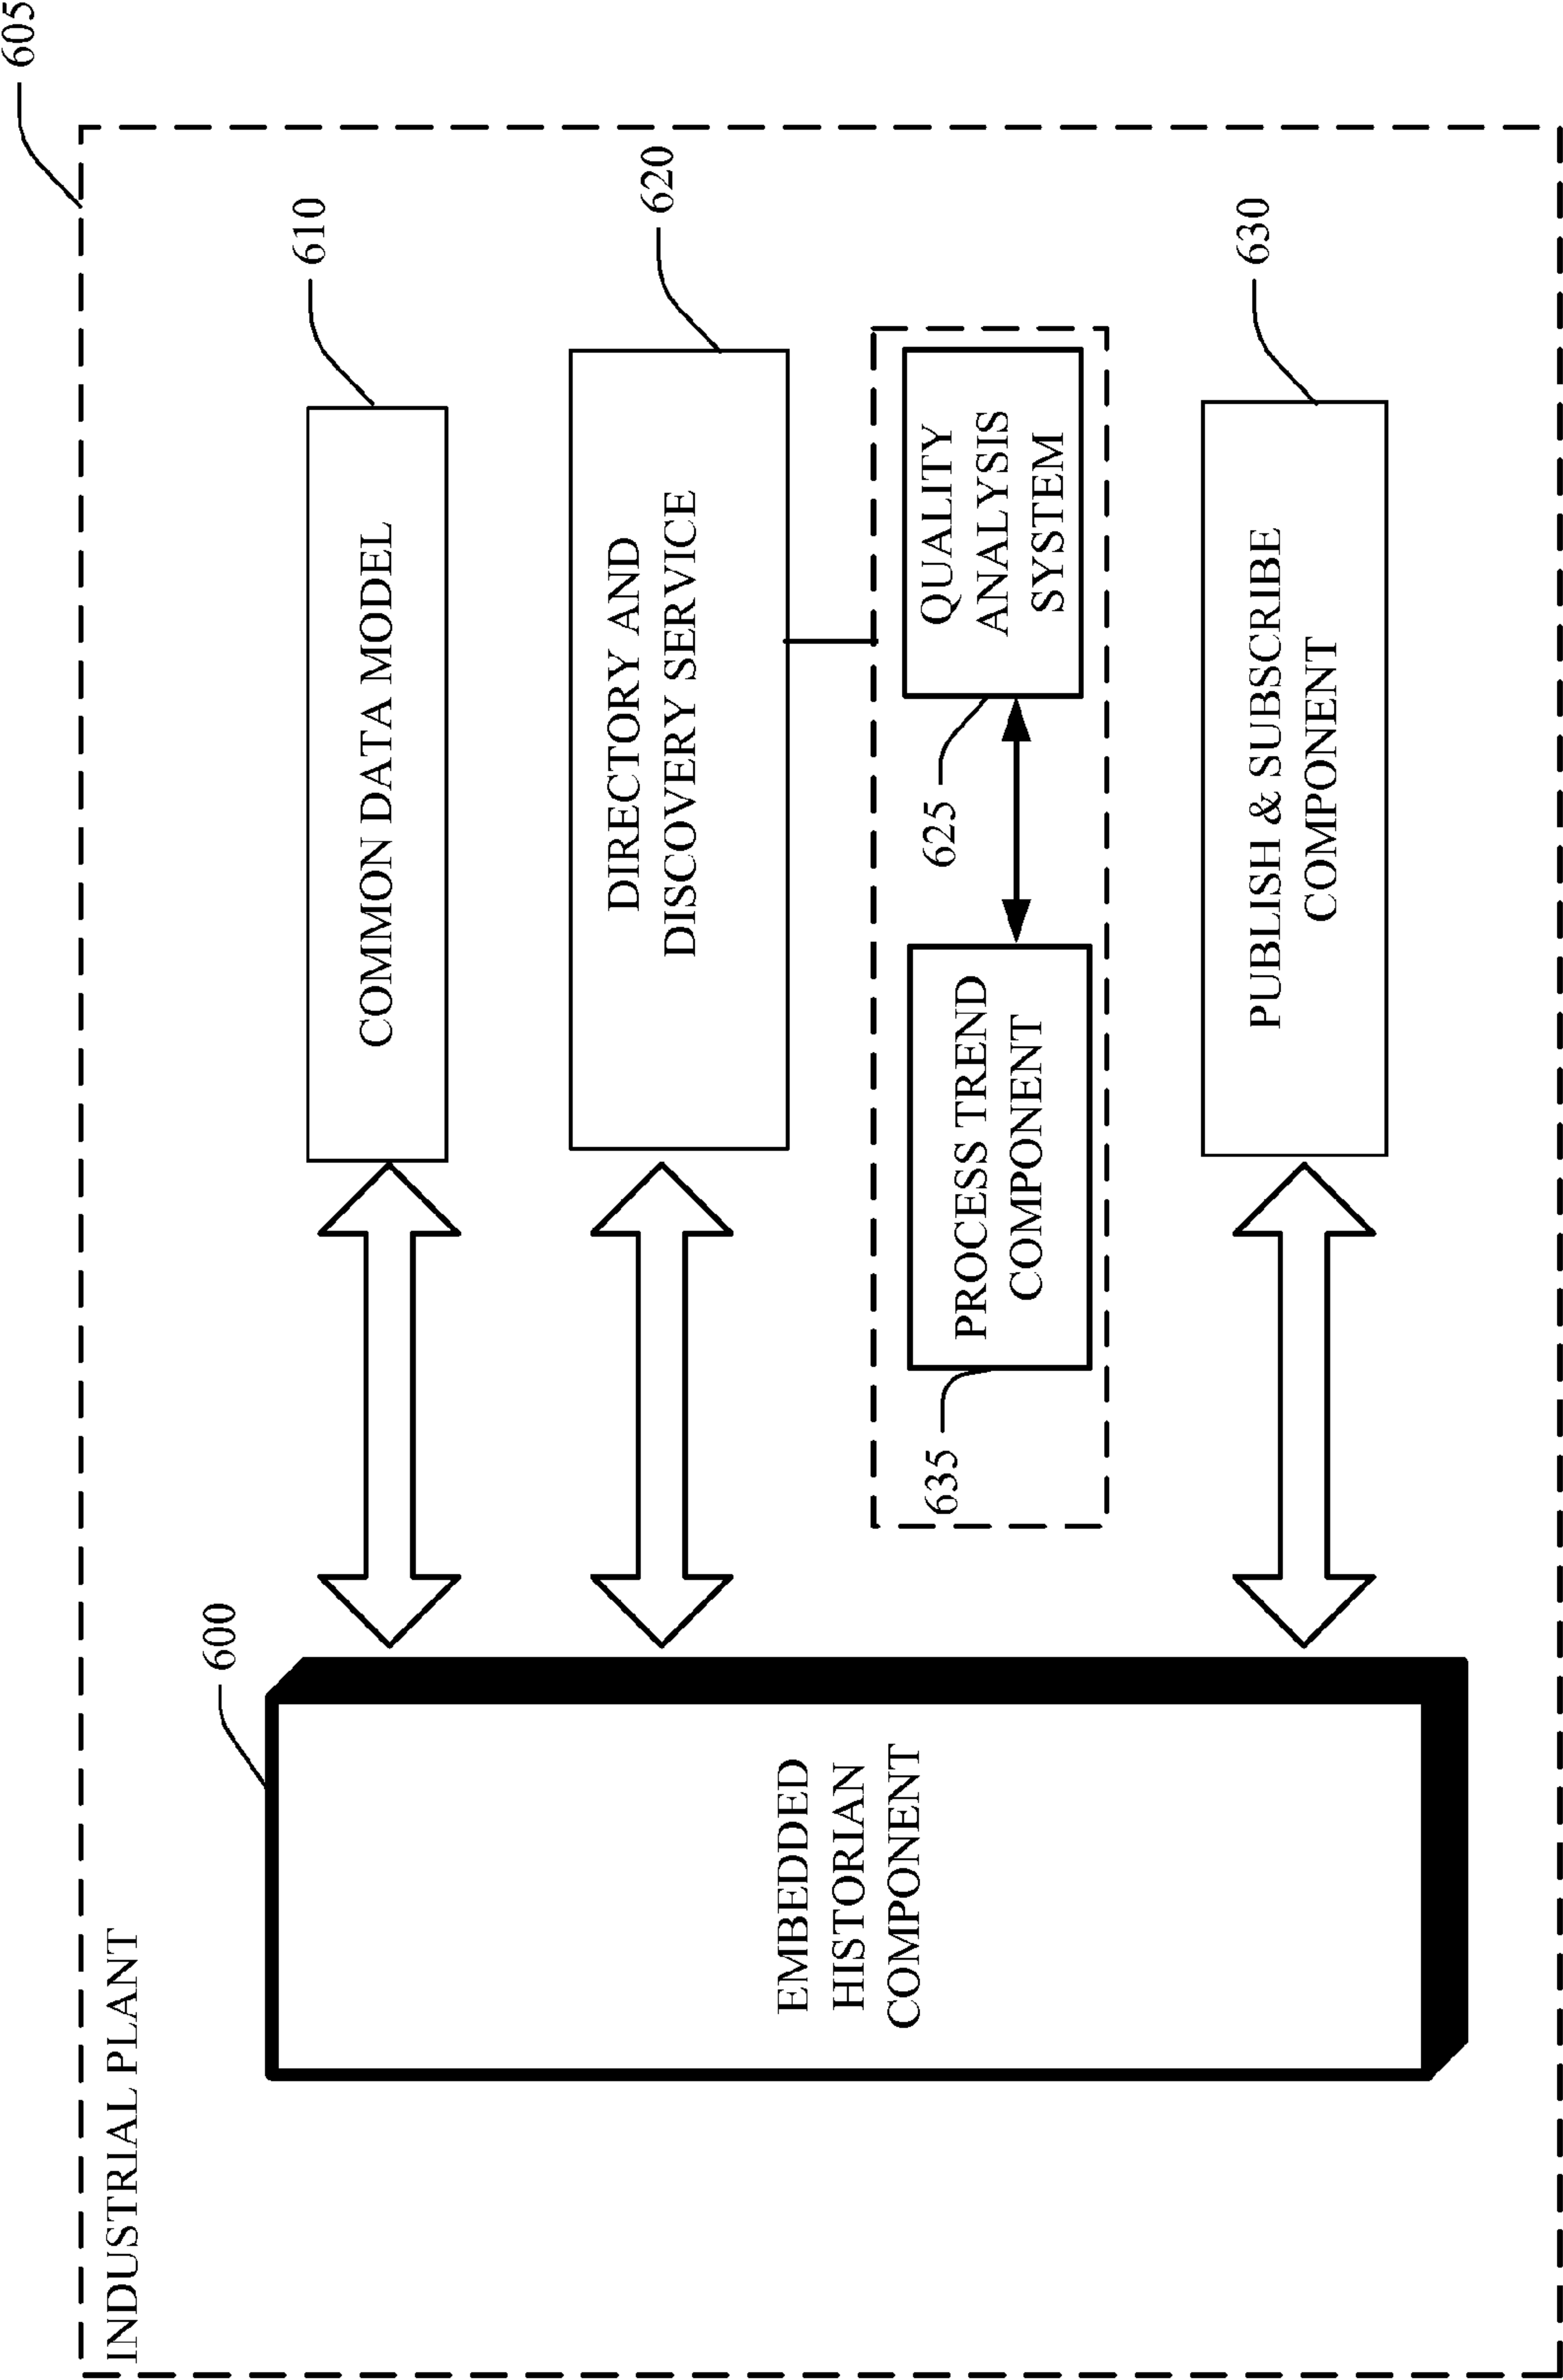 605
INDUSTRIAL PLANT
600
610
COMMON DATA MODEL
620
DIRECTORY AND
DISCOVERY SERVICE
EMBEDDED
HISTORIAN
COMPONENT
635
PROCESS TREND
COMPONENT
625
QUALITY
ANALYSIS
SYSTEM
630
PUBLISH & SUBSCRIBE
COMPONENT